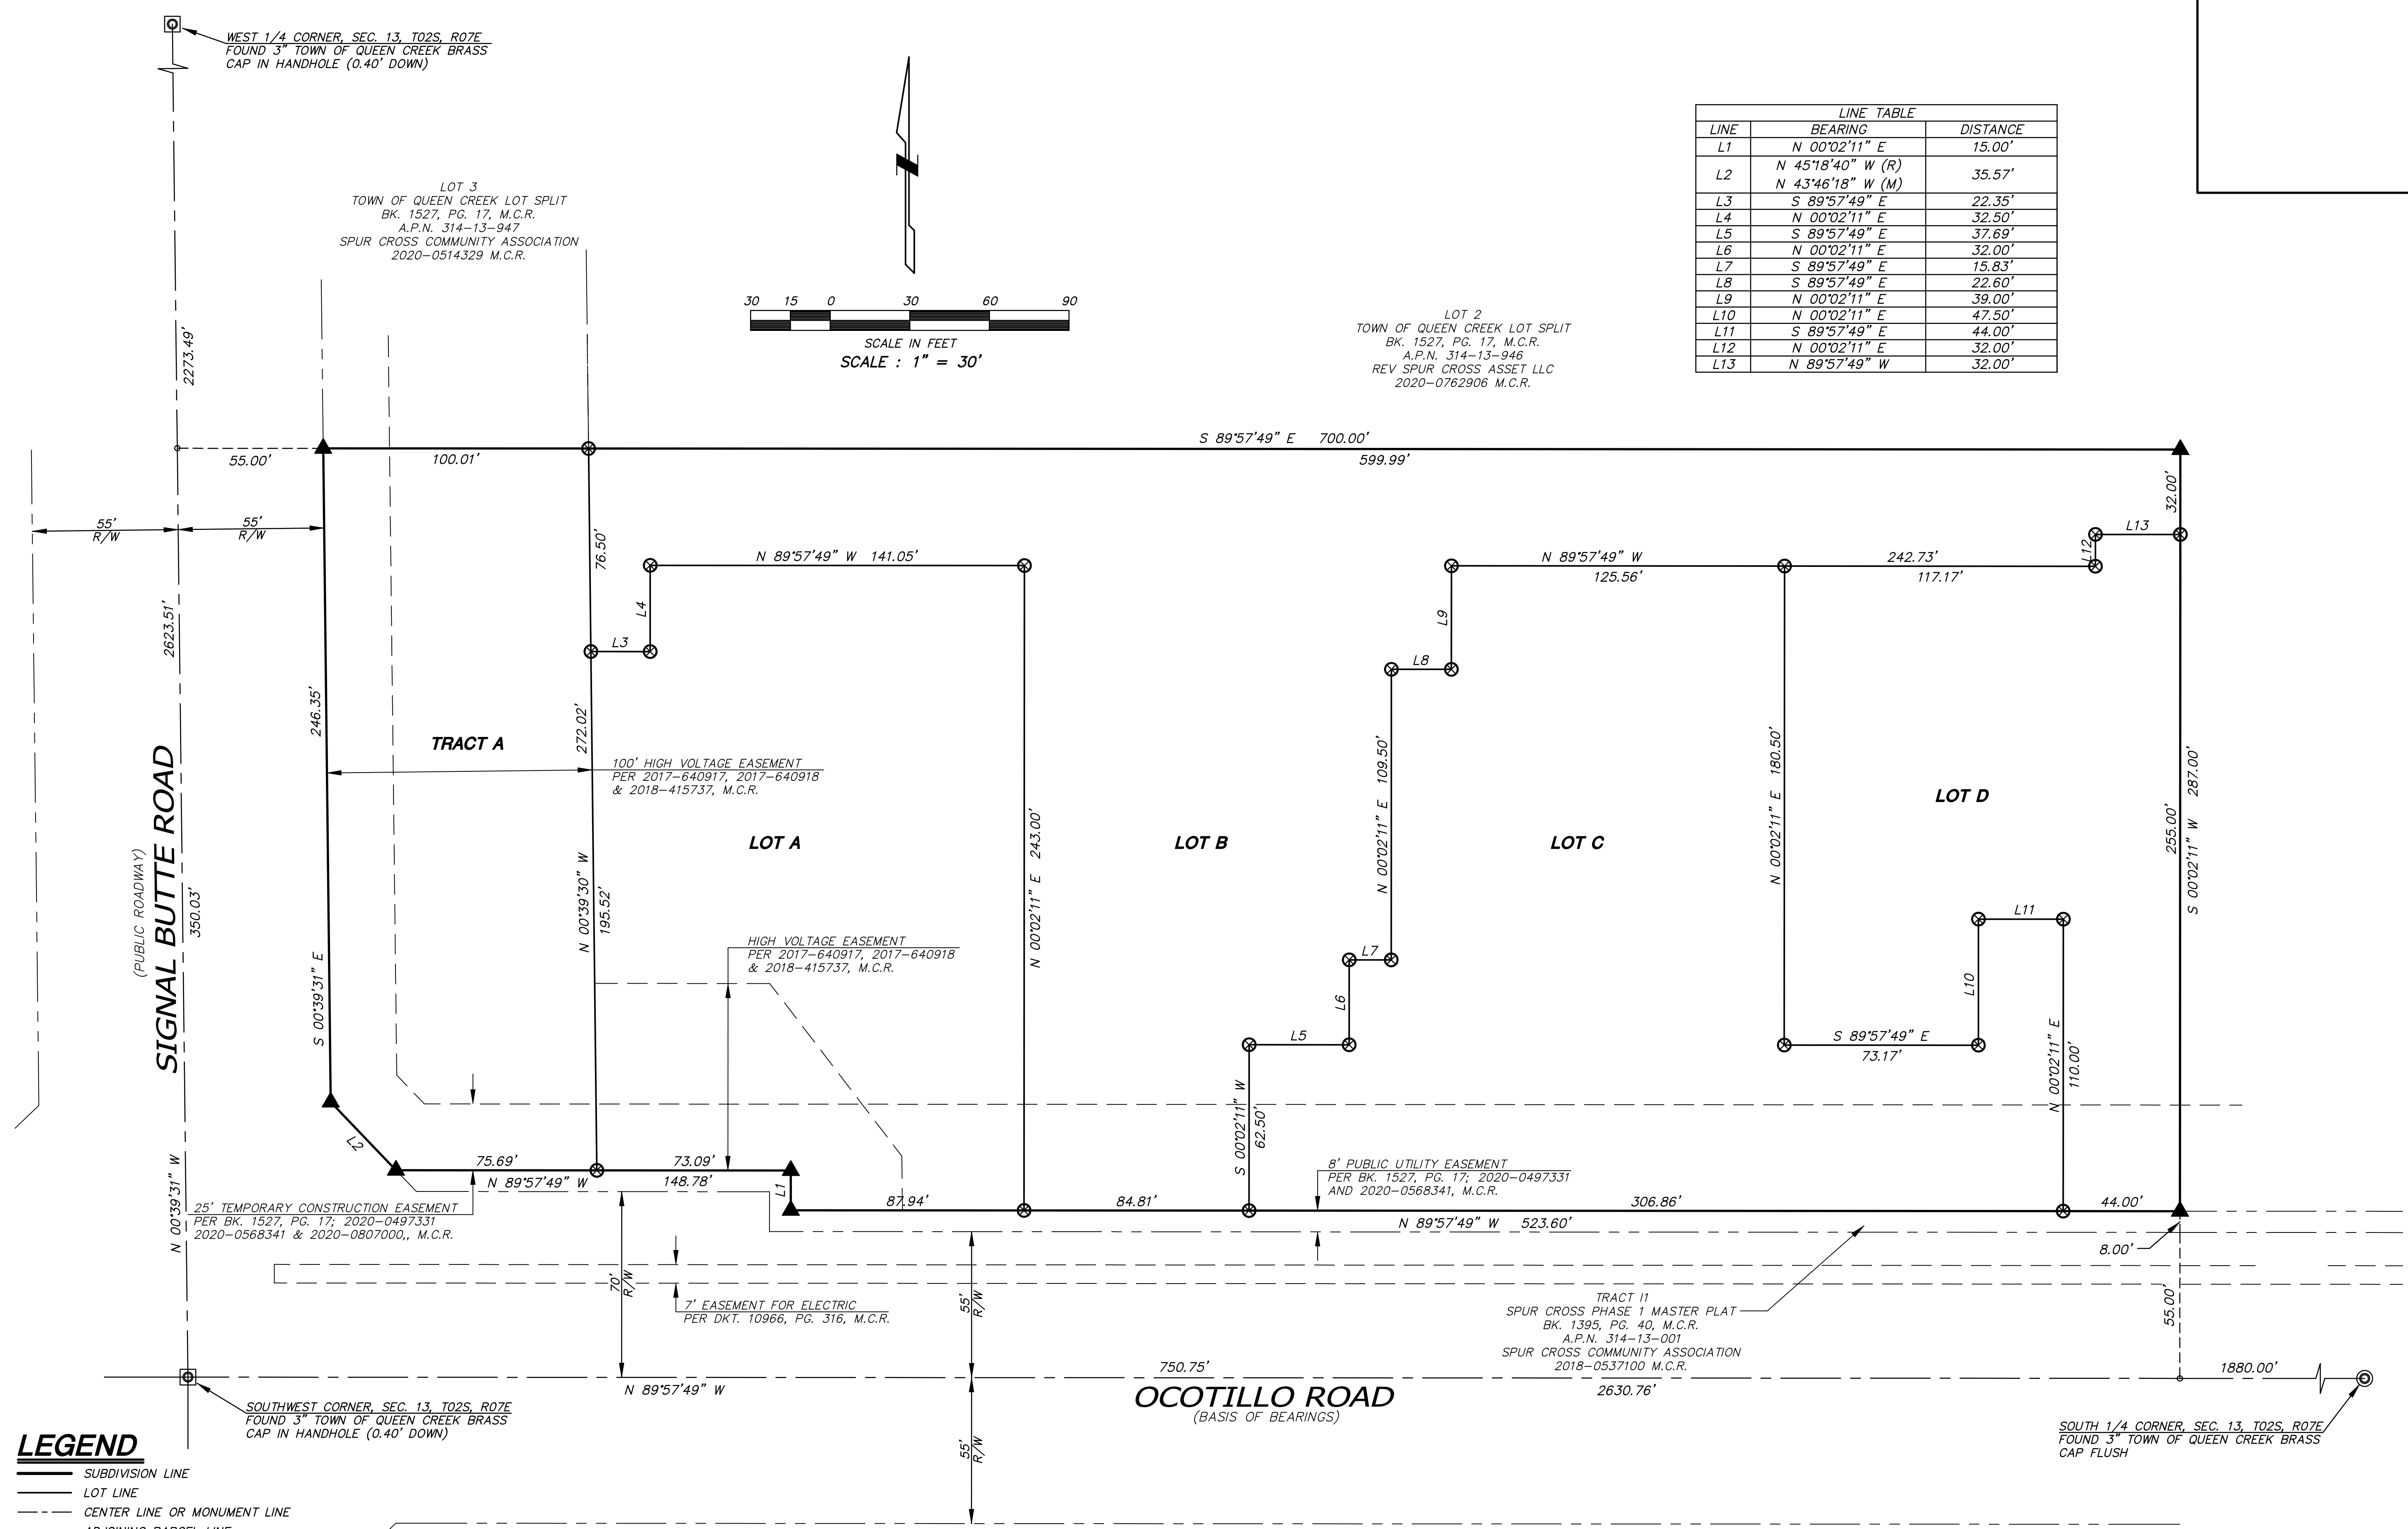 WEST 1/4 CORNER, SEC. 13, T02S, R07E
FOUND 3" TOWN OF QUEEN CREEK BRASS
CAP IN HANDHOLE (0.40' DOWN)
LINE TABLE
LINE BEARING DISTANCE
L1 N 00°02'11" E 15.00'
L2 N 45°18'40" W (R) 35.57'
N 43°46'18" W (M)
L3 S 89°57'49" E 22.35'
L4 N 00°02'11" E 32.50'
L5 S 89°57'49" E 37.69'
L6 N 00°02'11" E 32.00'
L7 S 89°57'49" E 15.83'
L8 S 89°57'49" E 22.60'
L9 N 00°02'11" E 39.00'
L10 N 00°02'11" E 47.50'
L11 S 89°57'49" E 44.00'
L12 N 00°02'11" E 32.00'
L13 N 89°57'49" W 32.00'
LOT 3
TOWN OF QUEEN CREEK LOT SPLIT
BK. 1527, PG. 17, M.C.R.
A.P.N. 314-13-947
SPUR CROSS COMMUNITY ASSOCIATION
2020-0514329 M.C.R.
30 15 0 30 60 90
SCALE IN FEET
SCALE : 1" = 30'
LOT 2
TOWN OF QUEEN CREEK LOT SPLIT
BK. 1527, PG. 17, M.C.R.
A.P.N. 314-13-946
REV SPUR CROSS ASSET LLC
2020-0762906 M.C.R.
2273.49'
S 89°57'49" E 700.00'
55.00'
100.01'
599.99'
32.00'
55'
R/W
55'
R/W
76.50'
L13
L12
N 89°57'49" W 141.05'
N 89°57'49" W
125.56'
242.73'
117.17'
L4
L3
L9
L8
2623.51'
246.35'
272.02'
TRACT A
100' HIGH VOLTAGE EASEMENT
PER 2017-640917, 2017-640918
& 2018-415737, M.C.R.
N 00°02'11" E 109.50'
N 00°02'11" E 180.50'
LOT D
255.00'
S 00°02'11" W 287.00'
LOT A
LOT B
LOT C
N 00°02'11" E 243.00'
SIGNAL BUTTE ROAD
(PUBLIC ROADWAY)
350.03'
N 00°39'30" W
195.52'
S 00°39'31" E
HIGH VOLTAGE EASEMENT
PER 2017-640917, 2017-640918
& 2018-415737, M.C.R.
L7
L6
L5
L11
L10
S 89°57'49" E
73.17'
N 00°02'11" E
110.00'
S 00°02'11" W
62.50'
L2
75.69'
73.09'
N 89°57'49" W 148.78'
L1
8' PUBLIC UTILITY EASEMENT
PER BK. 1527, PG. 17; 2020-0497331
AND 2020-0568341, M.C.R.
87.94'
84.81'
306.86'
44.00'
N 89°57'49" W 523.60'
8.00'
N 00°39'31" W
25' TEMPORARY CONSTRUCTION EASEMENT
PER BK. 1527, PG. 17; 2020-0497331
2020-0568341 & 2020-0807000,, M.C.R.
70'
R/W
7' EASEMENT FOR ELECTRIC
PER DKT. 10966, PG. 316, M.C.R.
55'
R/W
TRACT I1
SPUR CROSS PHASE 1 MASTER PLAT
BK. 1395, PG. 40, M.C.R.
A.P.N. 314-13-001
SPUR CROSS COMMUNITY ASSOCIATION
2018-0537100 M.C.R.
55.00'
750.75'
1880.00'
N 89°57'49" W
2630.76'
OCOTILLO ROAD
(BASIS OF BEARINGS)
SOUTHWEST CORNER, SEC. 13, T02S, R07E
FOUND 3" TOWN OF QUEEN CREEK BRASS
CAP IN HANDHOLE (0.40' DOWN)
SOUTH 1/4 CORNER, SEC. 13, T02S, R07E
FOUND 3" TOWN OF QUEEN CREEK BRASS
CAP FLUSH
55'
R/W
LEGEND
SUBDIVISION LINE
LOT LINE
CENTER LINE OR MONUMENT LINE